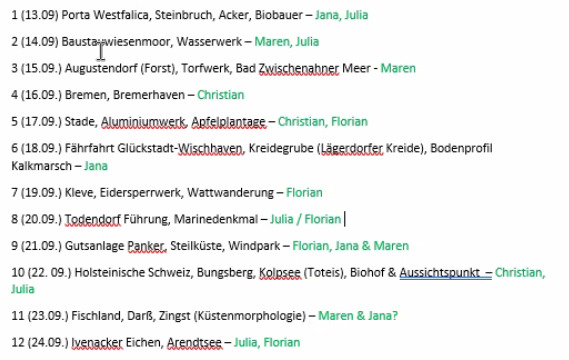 1 (13.09) Porta Westfalica, Steinbruch, Acker, Biobauer – Jana, Julia
2 (14.09) Baustauwiesenmoor, Wasserwerk – Maren, Julia
3 (15.09.) Augustendorf (Forst), Torfwerk, Bad Zwischenahner Meer - Maren
4 (16.09.) Bremen, Bremerhaven – Christian
5 (17.09.) Stade, Aluminiumwerk, Apfelplantage – Christian, Florian
6 (18.09.) Fährfahrt Glückstadt-Wischhaven, Kreidegrube (Lägerdorfer Kreide), Bodenprofil
Kalkmarsch – Jana
7 (19.09.) Kleve, Eidersperrwerk, Wattwanderung – Florian
8 (20.09.) Todendorf Führung, Marinedenkmal – Julia / Florian
9 (21.09.) Gutsanlage Panker, Steilküste, Windpark – Florian, Jana & Maren
10 (22. 09.) Holsteinische Schweiz, Bungsberg, Kolpsee (Toteis), Biohof & Aussichtspunkt – Christian,
Julia
11 (23.09.) Fischland, Darß, Zingst (Küstenmorphologie) – Maren & Jana?
12 (24.09.) Ivenacker Eichen, Arendtsee – Julia, Florian